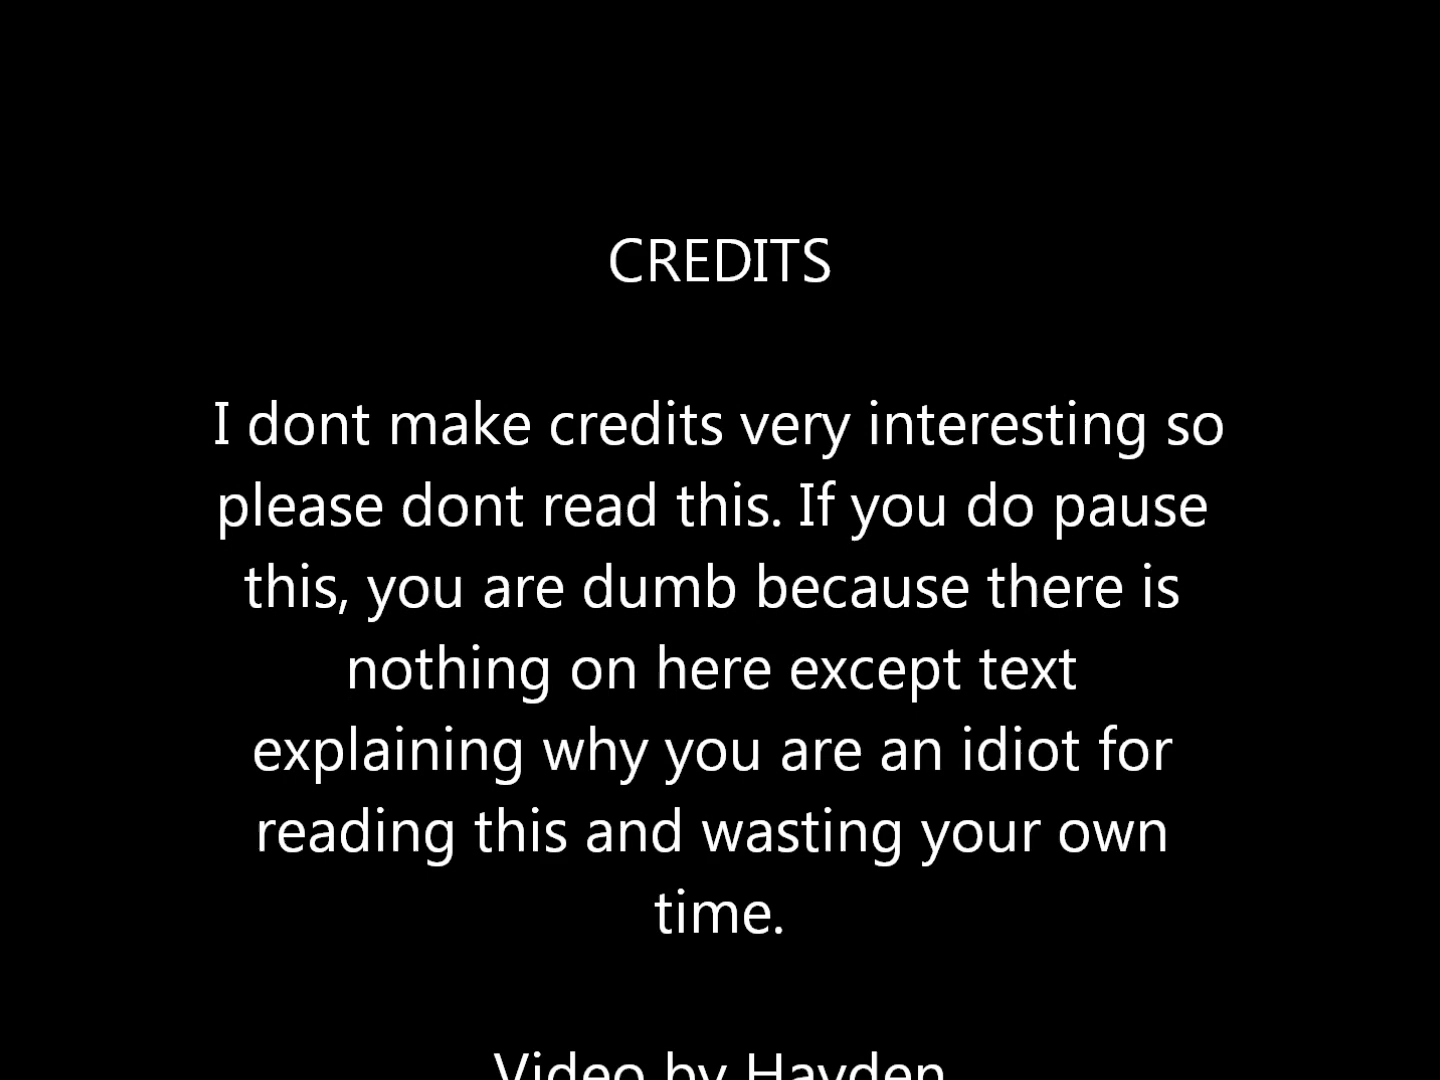 CREDITS
I dont make credits very interesting so
please dont read this. If you do pause
this, you are dumb because there is
nothing on here except text
explaining why you are an idiot for
reading this and wasting your own
time.
Video by Hayden